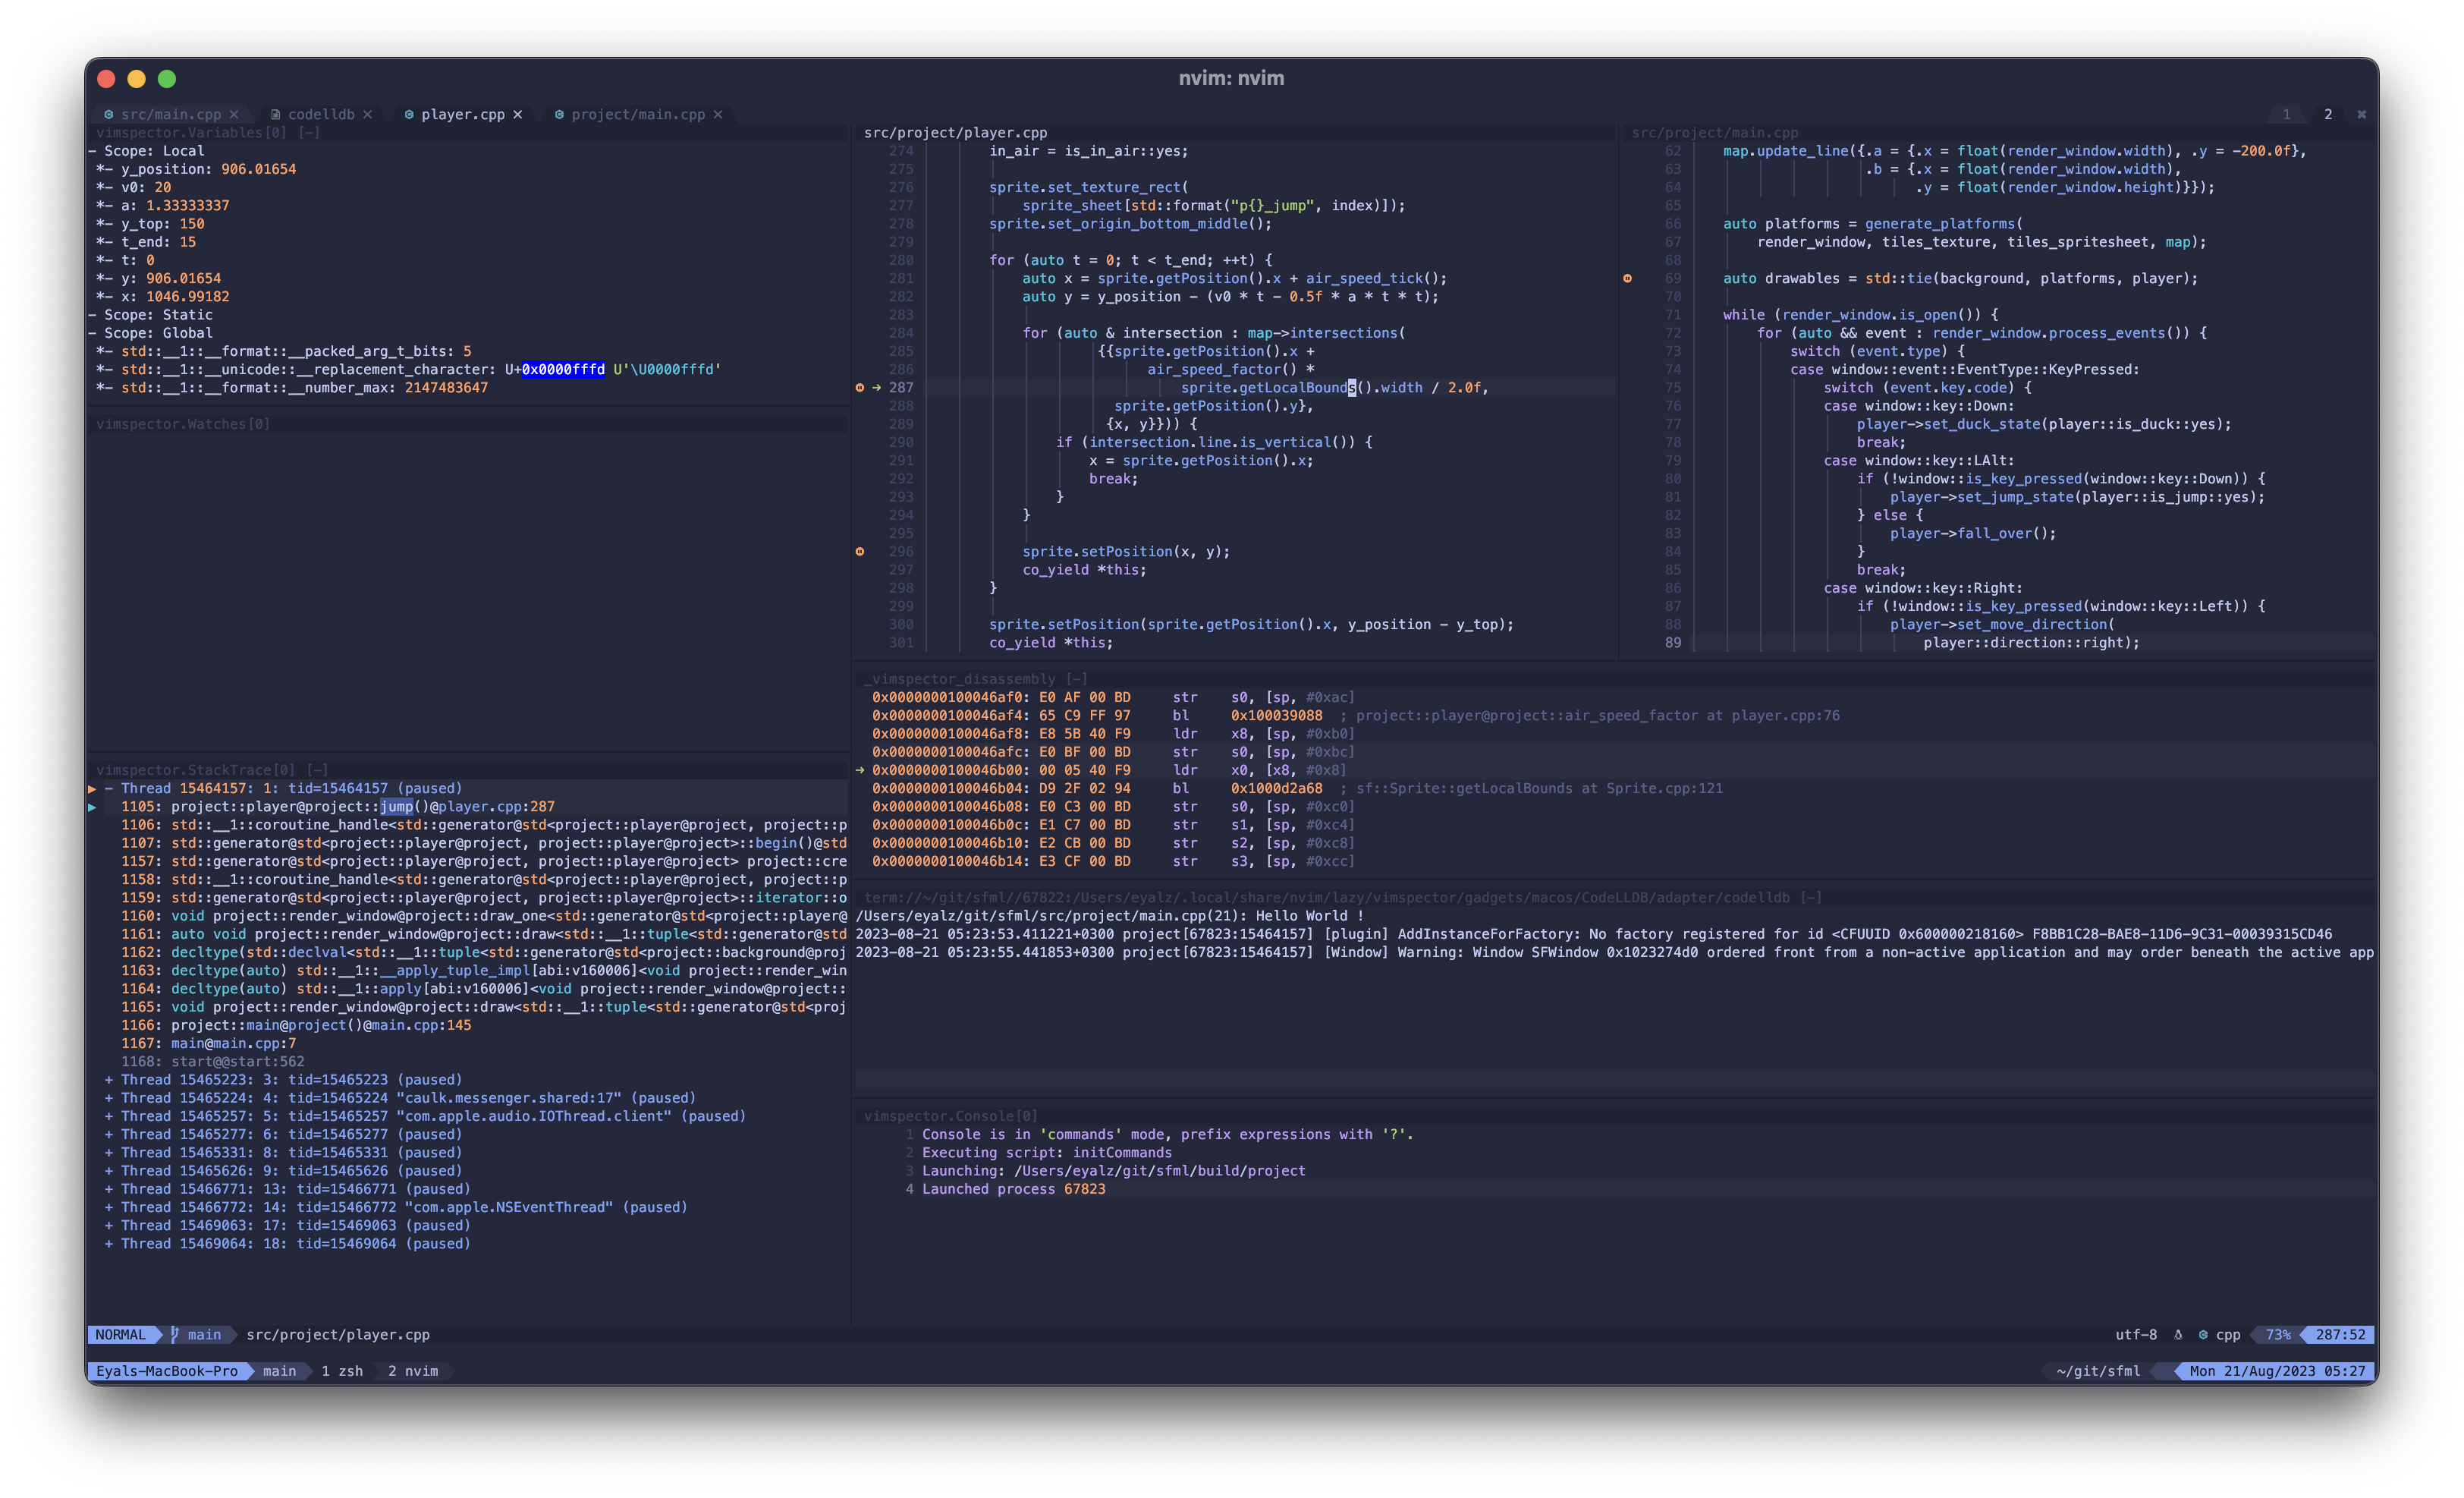 nvim: nvim
src/main.cpp ✕ codelldb ✕ player.cpp ✕ project/main.cpp ✕ 1 2 ✖
vimspector.Variables[0] [-]
- Scope: Local
*- y_position: 906.01654
*- v0: 20
*- a: 1.33333337
*- y_top: 150
*- t_end: 15
*- t: 0
*- y: 906.01654
*- x: 1046.99182
- Scope: Static
- Scope: Global
*- std::__1::__format::__packed_arg_t_bits: 5
*- std::__1::__unicode::__replacement_character: U+0x0000fffd U'\U0000fffd'
*- std::__1::__format::__number_max: 2147483647
vimspector.Watches[0]
vimspector.StackTrace[0] [-]
- Thread 15464157: 1: tid=15464157 (paused)
1105: project::player@project::jump()@player.cpp:287
1106: std::__1::coroutine_handle<std::generator@std<project::player@project, project::p
1107: std::generator@std<project::player@project, project::player@project>::begin()@std
1157: std::generator@std<project::player@project, project::player@project> project::cre
1158: std::__1::coroutine_handle<std::generator@std<project::player@project, project::p
1159: std::generator@std<project::player@project, project::player@project>::iterator::o
1160: void project::render_window@project::draw_one<std::generator@std<project::player@
1161: auto void project::render_window@project::draw<std::__1::tuple<std::generator@std
1162: decltype(std::declval<std::__1::tuple<std::generator@std<project::background@proj
1163: decltype(auto) std::__1::__apply_tuple_impl[abi:v160006]<void project::render_win
1164: decltype(auto) std::__1::apply[abi:v160006]<void project::render_window@project::
1165: void project::render_window@project::draw<std::__1::tuple<std::generator@std<proj
1166: project::main@project()@main.cpp:145
1167: main@main.cpp:7
1168: start@@start:562
+ Thread 15465223: 3: tid=15465223 (paused)
+ Thread 15465224: 4: tid=15465224 "caulk.messenger.shared:17" (paused)
+ Thread 15465257: 5: tid=15465257 "com.apple.audio.IOThread.client" (paused)
+ Thread 15465277: 6: tid=15465277 (paused)
+ Thread 15465331: 8: tid=15465331 (paused)
+ Thread 15465626: 9: tid=15465626 (paused)
+ Thread 15466771: 13: tid=15466771 (paused)
+ Thread 15466772: 14: tid=15466772 "com.apple.NSEventThread" (paused)
+ Thread 15469063: 17: tid=15469063 (paused)
+ Thread 15469064: 18: tid=15469064 (paused)
src/project/player.cpp
274 in_air = is_in_air::yes;
275
276 sprite.set_texture_rect(
277 sprite_sheet[std::format("p{}_jump", index)]);
278 sprite.set_origin_bottom_middle();
279
280 for (auto t = 0; t < t_end; ++t) {
281 auto x = sprite.getPosition().x + air_speed_tick();
282 auto y = y_position - (v0 * t - 0.5f * a * t * t);
283
284 for (auto & intersection : map->intersections(
285 {{sprite.getPosition().x +
286 air_speed_factor() *
287 sprite.getLocalBounds().width / 2.0f,
288 sprite.getPosition().y},
289 {x, y}})) {
290 if (intersection.line.is_vertical()) {
291 x = sprite.getPosition().x;
292 break;
293 }
294 }
295
296 sprite.setPosition(x, y);
297 co_yield *this;
298 }
299
300 sprite.setPosition(sprite.getPosition().x, y_position - y_top);
301 co_yield *this;
src/project/main.cpp
62 map.update_line({.a = {.x = float(render_window.width), .y = -200.0f},
63 .b = {.x = float(render_window.width),
64 .y = float(render_window.height)}});
65
66 auto platforms = generate_platforms(
67 render_window, tiles_texture, tiles_spritesheet, map);
68
69 auto drawables = std::tie(background, platforms, player);
70
71 while (render_window.is_open()) {
72 for (auto && event : render_window.process_events()) {
73 switch (event.type) {
74 case window::event::EventType::KeyPressed:
75 switch (event.key.code) {
76 case window::key::Down:
77 player->set_duck_state(player::is_duck::yes);
78 break;
79 case window::key::LAlt:
80 if (!window::is_key_pressed(window::key::Down)) {
81 player->set_jump_state(player::is_jump::yes);
82 } else {
83 player->fall_over();
84 }
85 break;
86 case window::key::Right:
87 if (!window::is_key_pressed(window::key::Left)) {
88 player->set_move_direction(
89 player::direction::right);
_vimspector_disassembly [-]
0x0000000100046af0: E0 AF 00 BD str s0, [sp, #0xac]
0x0000000100046af4: 65 C9 FF 97 bl 0x100039088 ; project::player@project::air_speed_factor at player.cpp:76
0x0000000100046af8: E8 5B 40 F9 ldr x8, [sp, #0xb0]
0x0000000100046afc: E0 BF 00 BD str s0, [sp, #0xbc]
→ 0x0000000100046b00: 00 05 40 F9 ldr x0, [x8, #0x8]
0x0000000100046b04: D9 2F 02 94 bl 0x1000d2a68 ; sf::Sprite::getLocalBounds at Sprite.cpp:121
0x0000000100046b08: E0 C3 00 BD str s0, [sp, #0xc0]
0x0000000100046b0c: E1 C7 00 BD str s1, [sp, #0xc4]
0x0000000100046b10: E2 CB 00 BD str s2, [sp, #0xc8]
0x0000000100046b14: E3 CF 00 BD str s3, [sp, #0xcc]
term://~/git/sfml//67822:/Users/eyalz/.local/share/nvim/lazy/vimspector/gadgets/macos/CodeLLDB/adapter/codelldb [-]
/Users/eyalz/git/sfml/src/project/main.cpp(21): Hello World !
2023-08-21 05:23:53.411221+0300 project[67823:15464157] [plugin] AddInstanceForFactory: No factory registered for id <CFUUID 0x600000218160> F8BB1C28-BAE8-11D6-9C31-00039315CD46
2023-08-21 05:23:55.441853+0300 project[67823:15464157] [Window] Warning: Window SFWindow 0x1023274d0 ordered front from a non-active application and may order beneath the active app
vimspector.Console[0]
1 Console is in 'commands' mode, prefix expressions with '?'.
2 Executing script: initCommands
3 Launching: /Users/eyalz/git/sfml/build/project
4 Launched process 67823
NORMAL main src/project/player.cpp utf-8 cpp 73% 287:52
Eyals-MacBook-Pro main 1 zsh 2 nvim ~/git/sfml Mon 21/Aug/2023 05:27